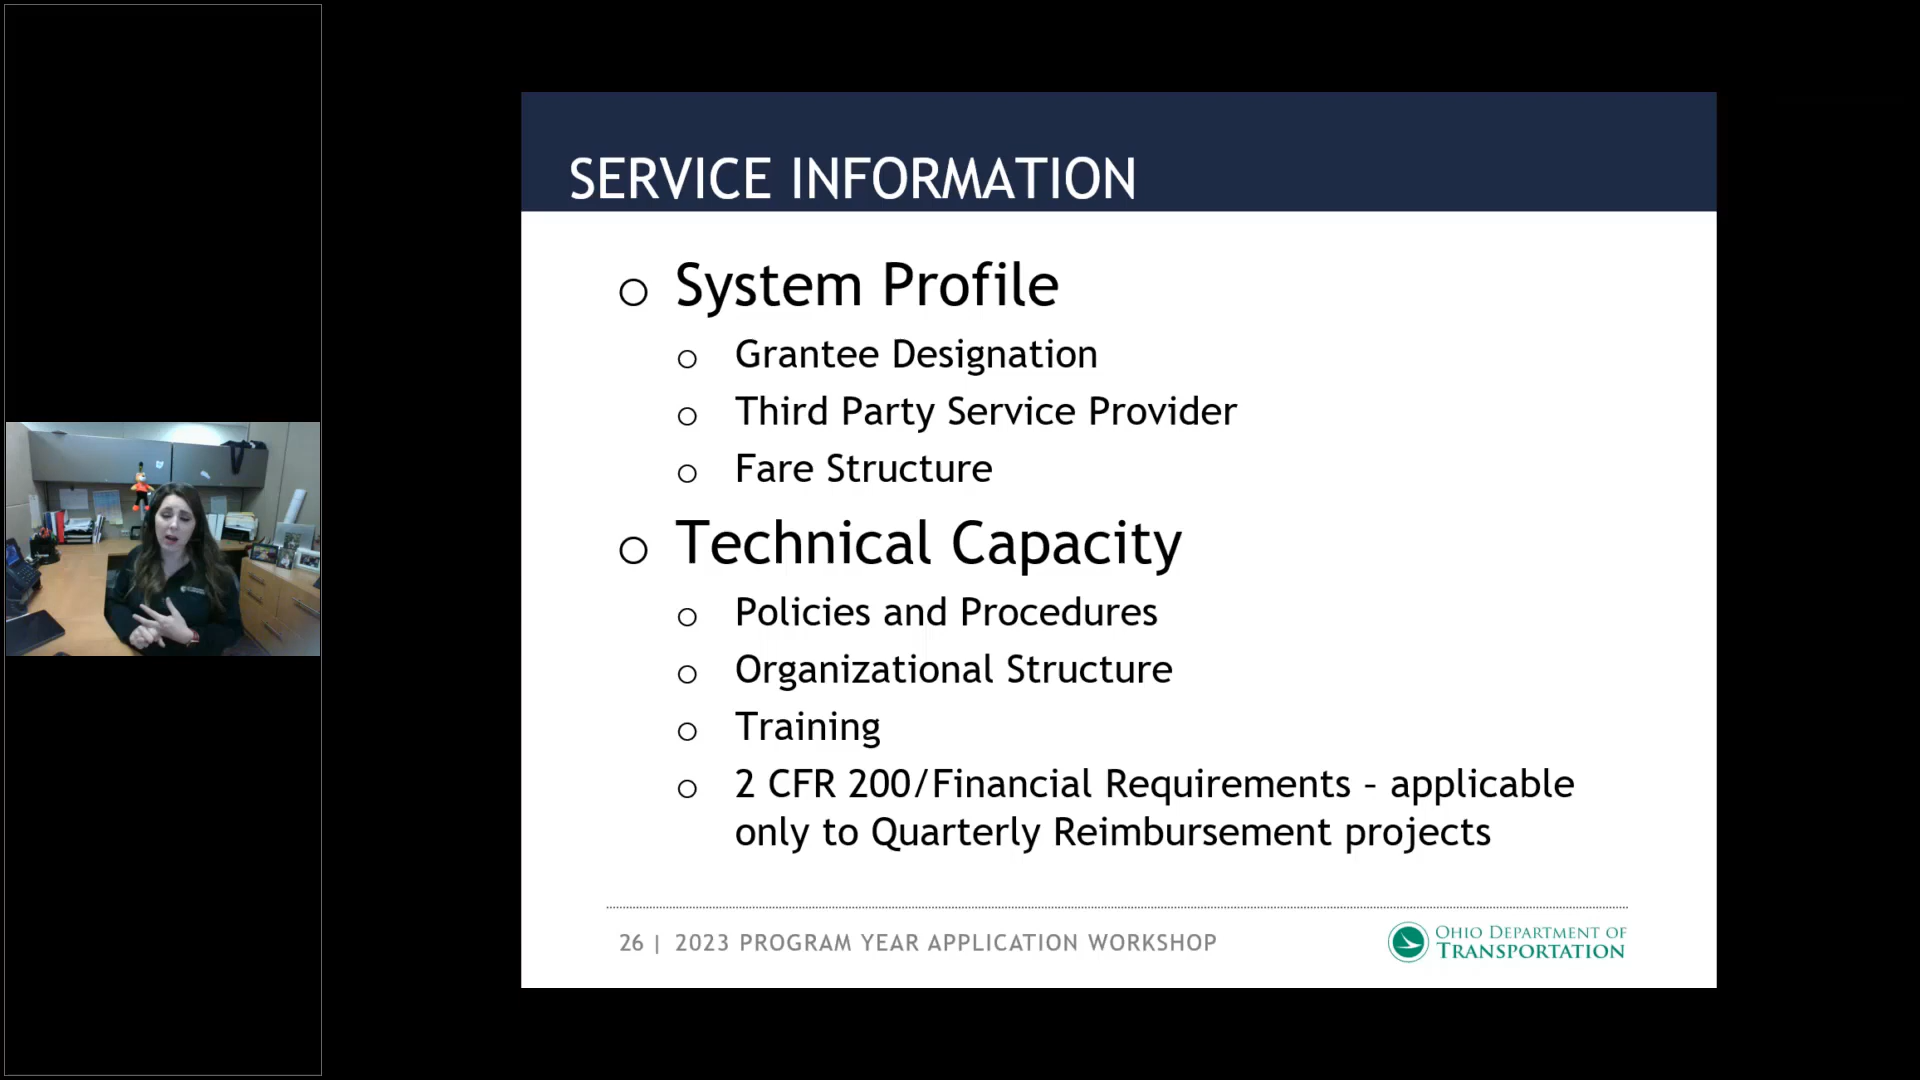 SERVICE INFORMATION
System Profile
Grantee Designation
Third Party Service Provider
Fare Structure
Technical Capacity
Policies and Procedures
Organizational Structure
Training
2 CFR 200/Financial Requirements – applicable
only to Quarterly Reimbursement projects
26 | 2023 PROGRAM YEAR APPLICATION WORKSHOP
OHIO DEPARTMENT OF
TRANSPORTATION